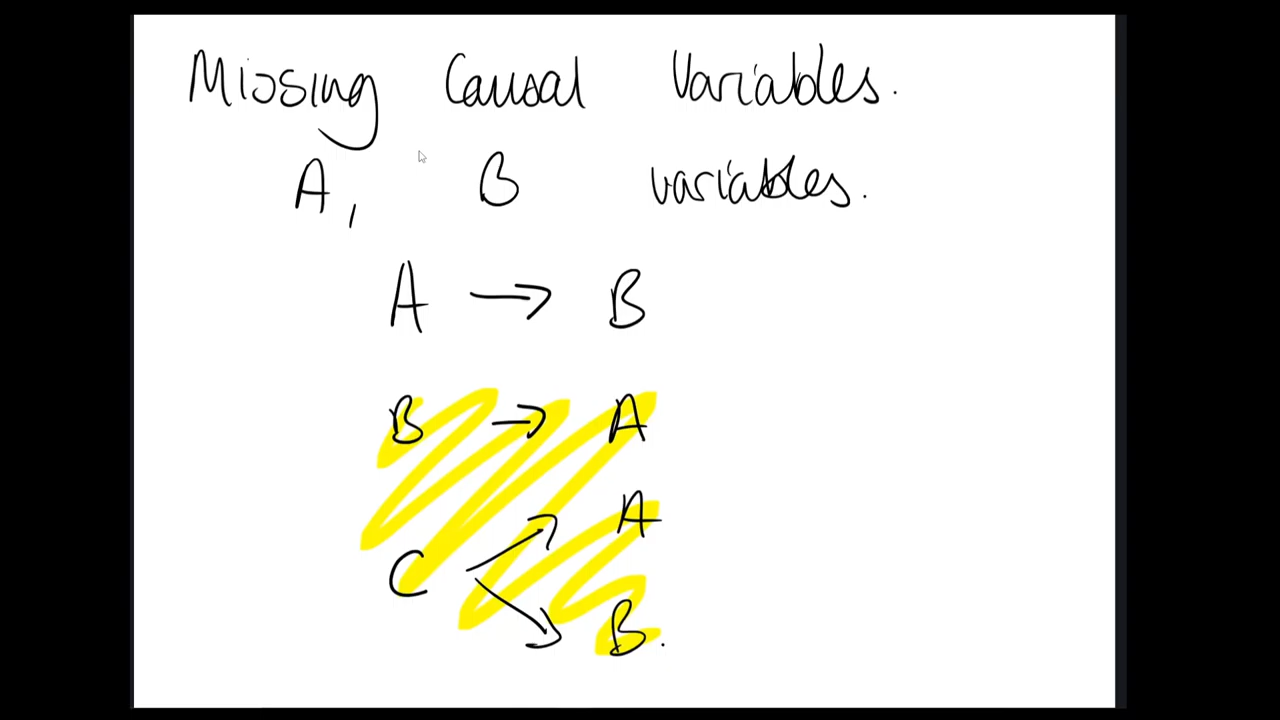 Missing Causal Variables.
A, B variables.
A → B
B → A
A
C
B.